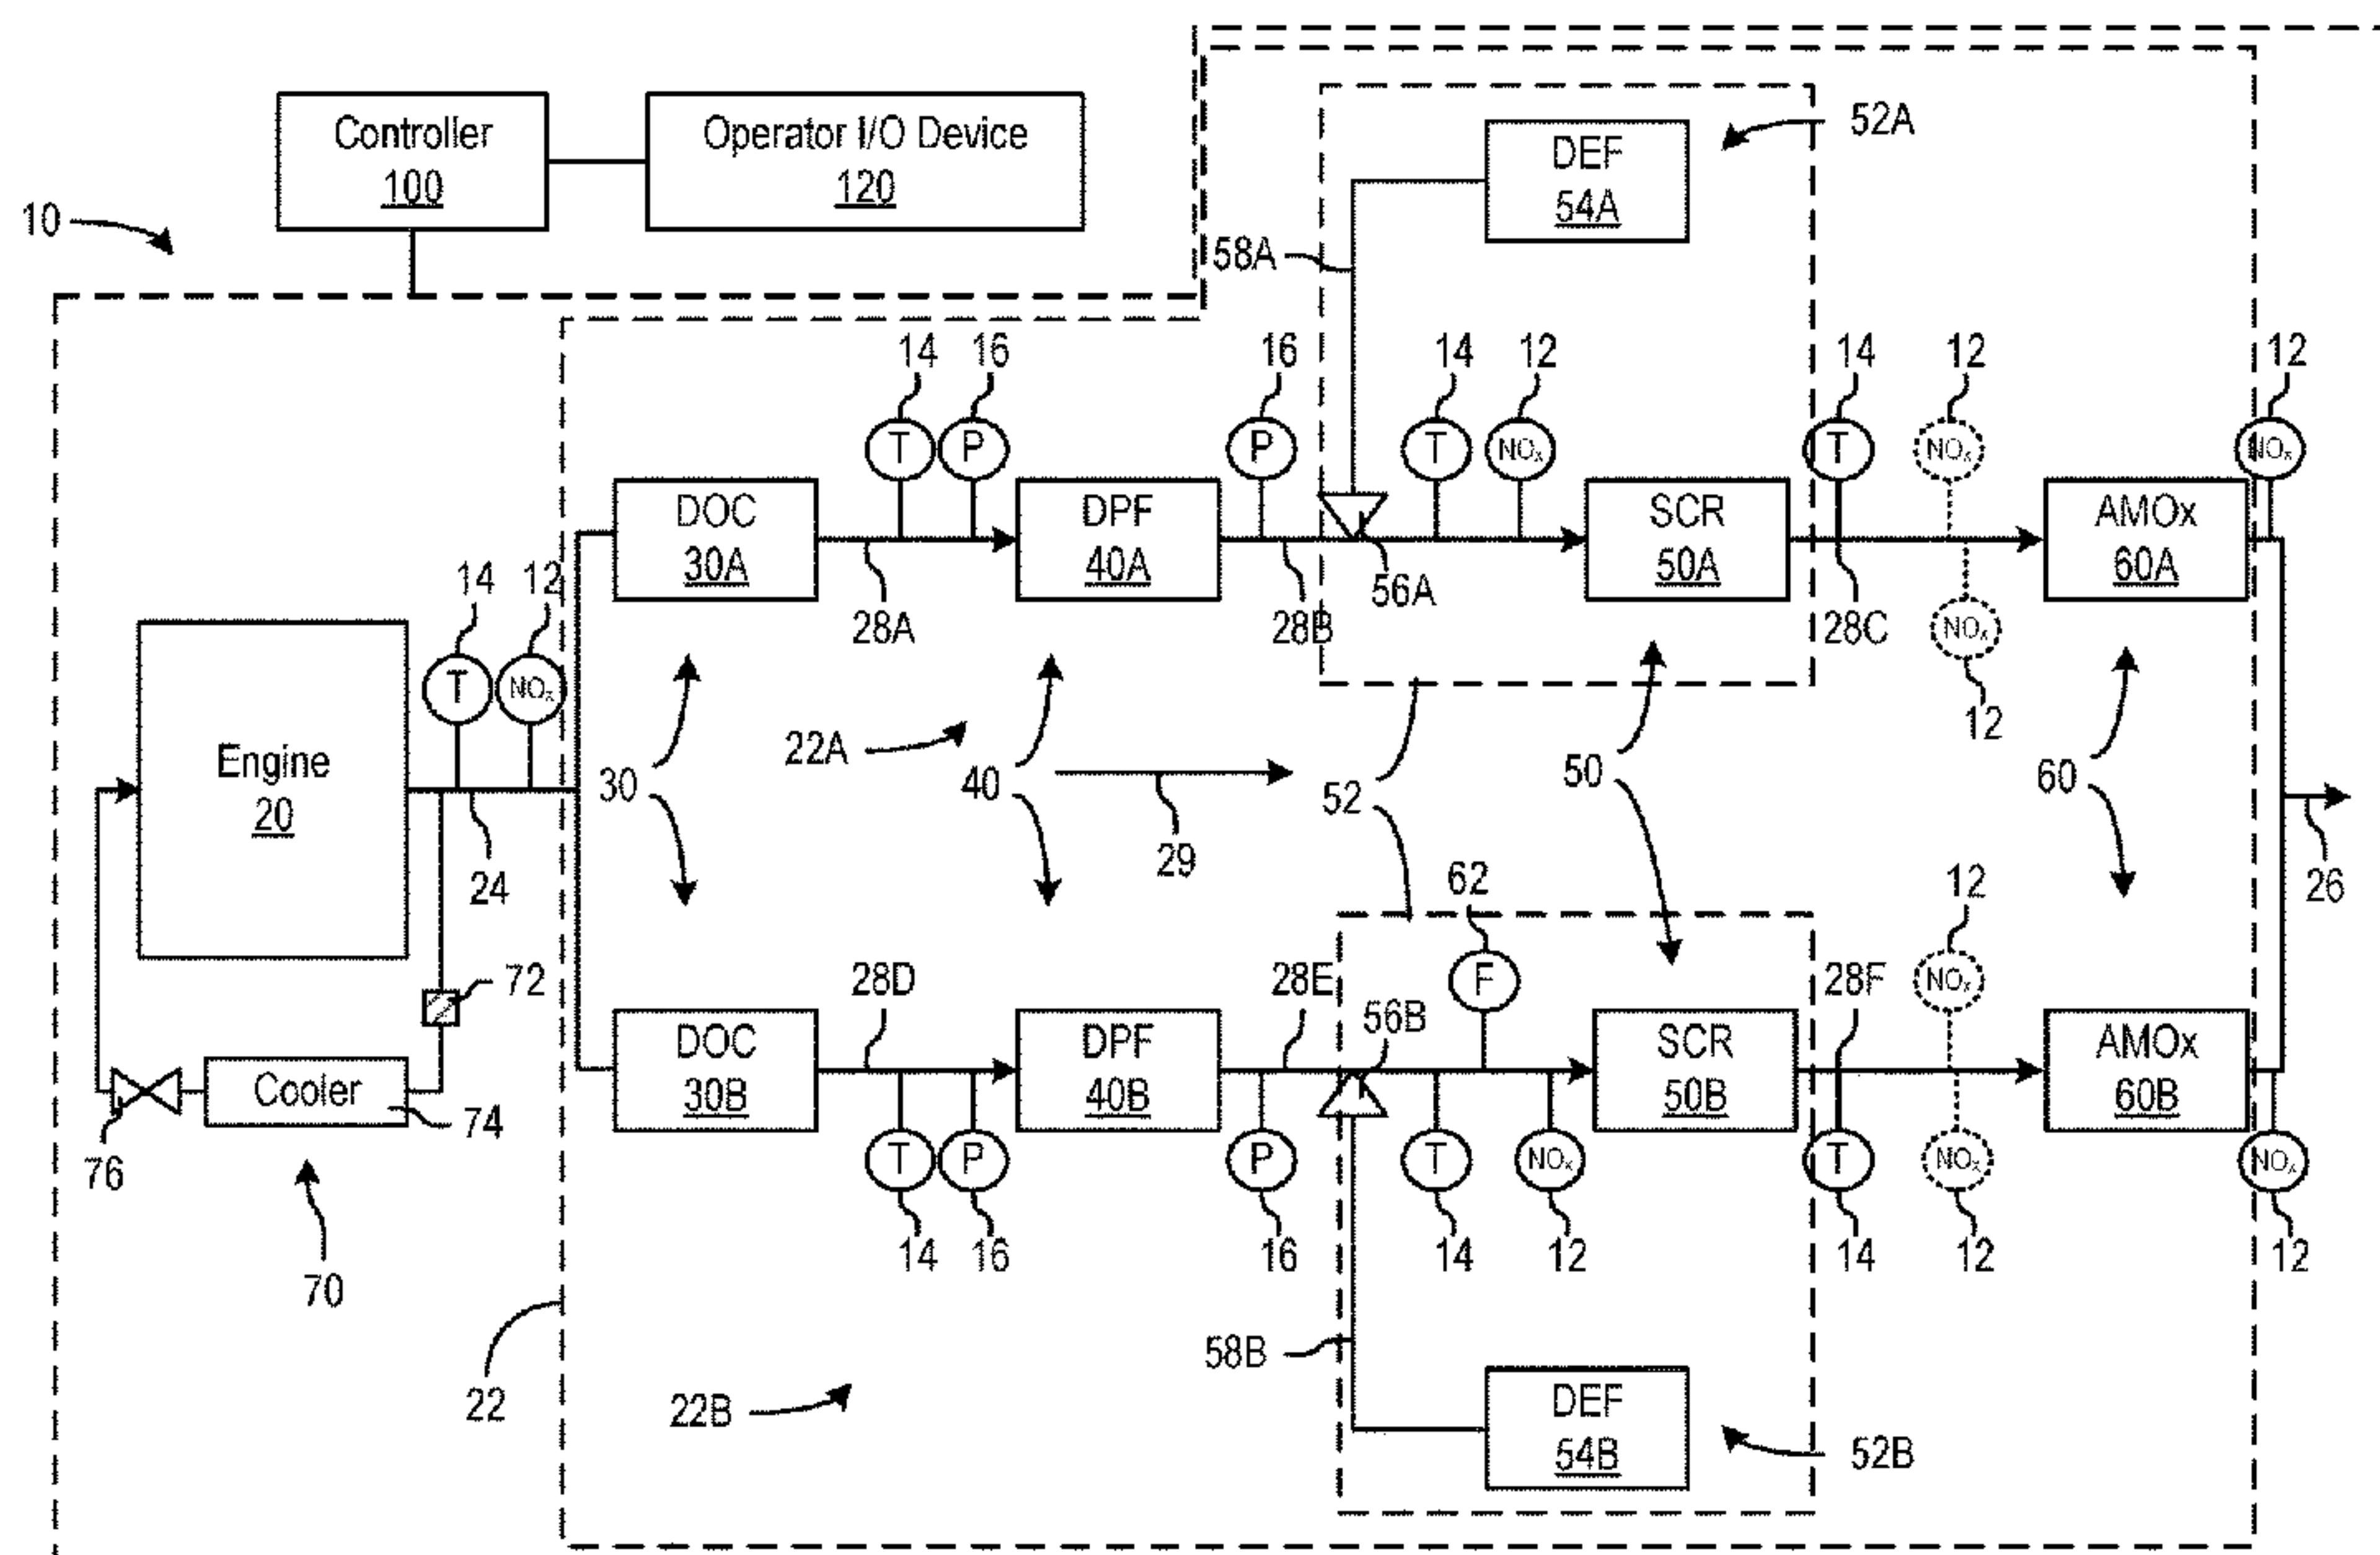 Controller
100
Operator I/O Device
120
10
DEF
54A
52A
58A
14
16
16
14
12
14
12
12
T
P
P
T
NOx
T
NOx
NOx
DOC
30A
DPF
40A
SCR
50A
AMOx
60A
28A
28B
56A
28C
NOx
12
14
12
T
NOx
Engine
20
24
30
22A
40
29
52
50
60
26
62
12
72
28D
28E
F
28F
NOx
56B
DOC
30B
DPF
40B
SCR
50B
AMOx
60B
Cooler
74
76
T
P
P
T
NOx
T
NOx
NOx
14
16
16
14
12
14
12
12
70
22
22B
58B
DEF
54B
52B